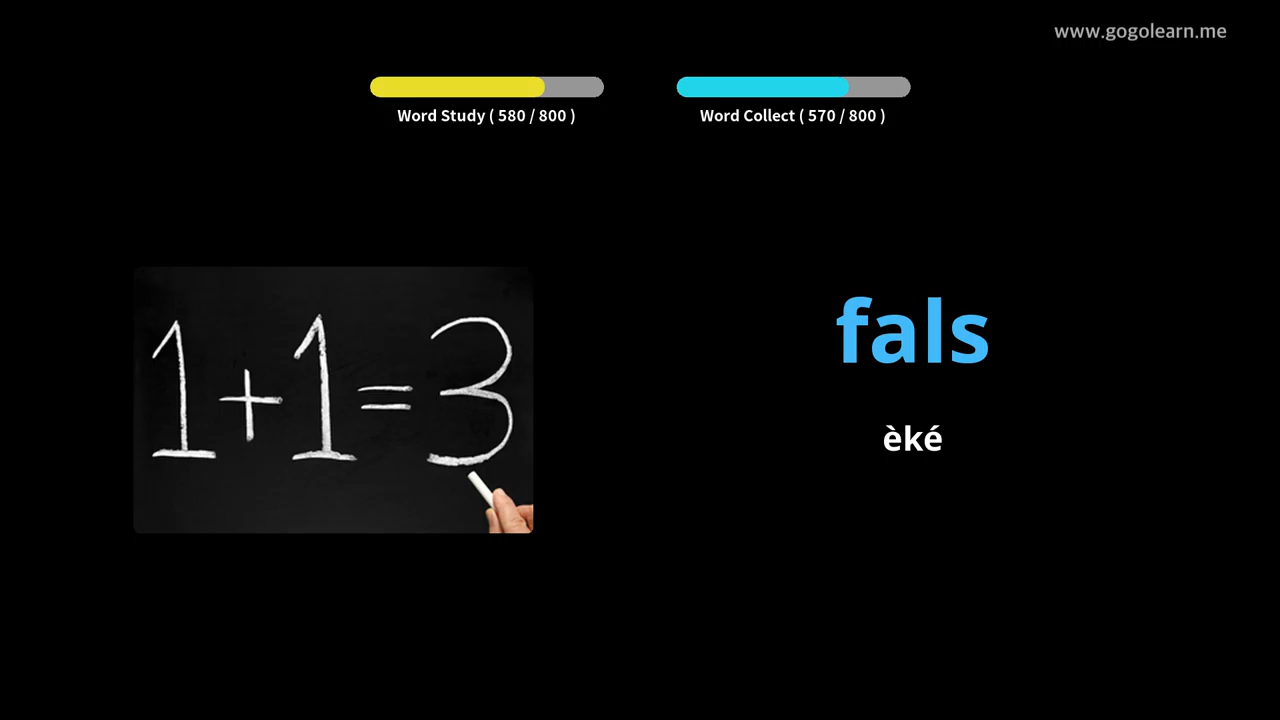 www.gogolearn.me
Word Study ( 580 / 800 )
Word Collect ( 570 / 800 )
1+1=3
fals
èké